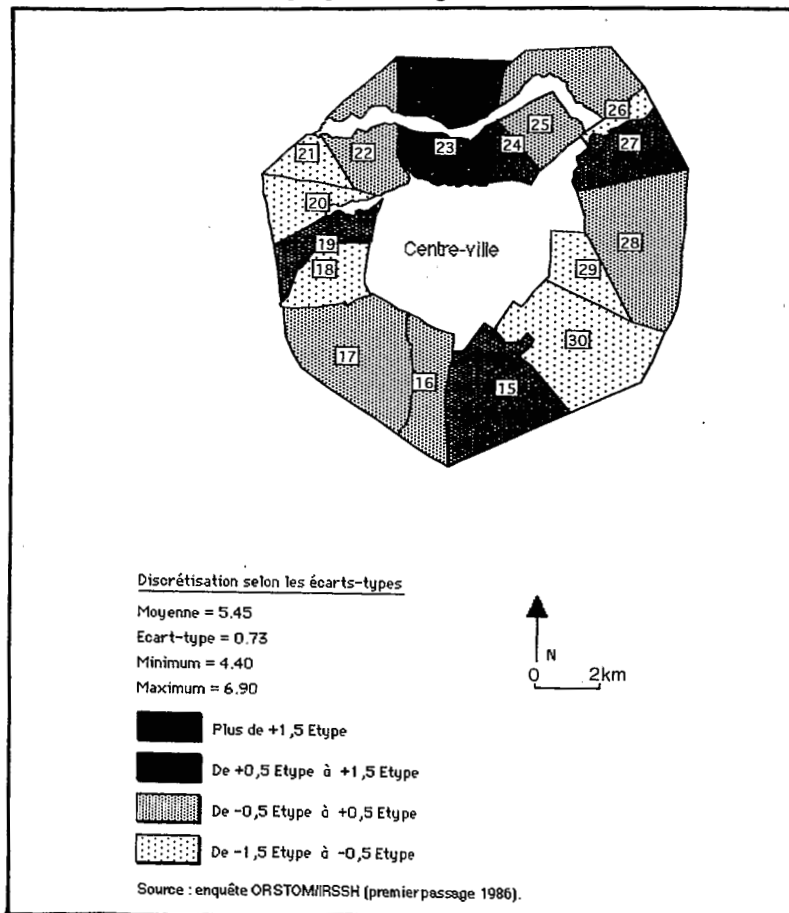 26
25
27
21
22
23
24
20
28
19
Centre-ville
29
18
30
17
16
15
Discrétisation selon les écarts-types
Moyenne = 5.45
Ecart-type = 0.73
Minimum = 4.40
Maximum = 6.90
N
0 2km
Plus de +1,5 Etype
De +0,5 Etype à +1,5 Etype
De -0,5 Etype à +0,5 Etype
De -1,5 Etype à -0,5 Etype
Source : enquête ORSTOM/IRSSH (premier passage 1986).